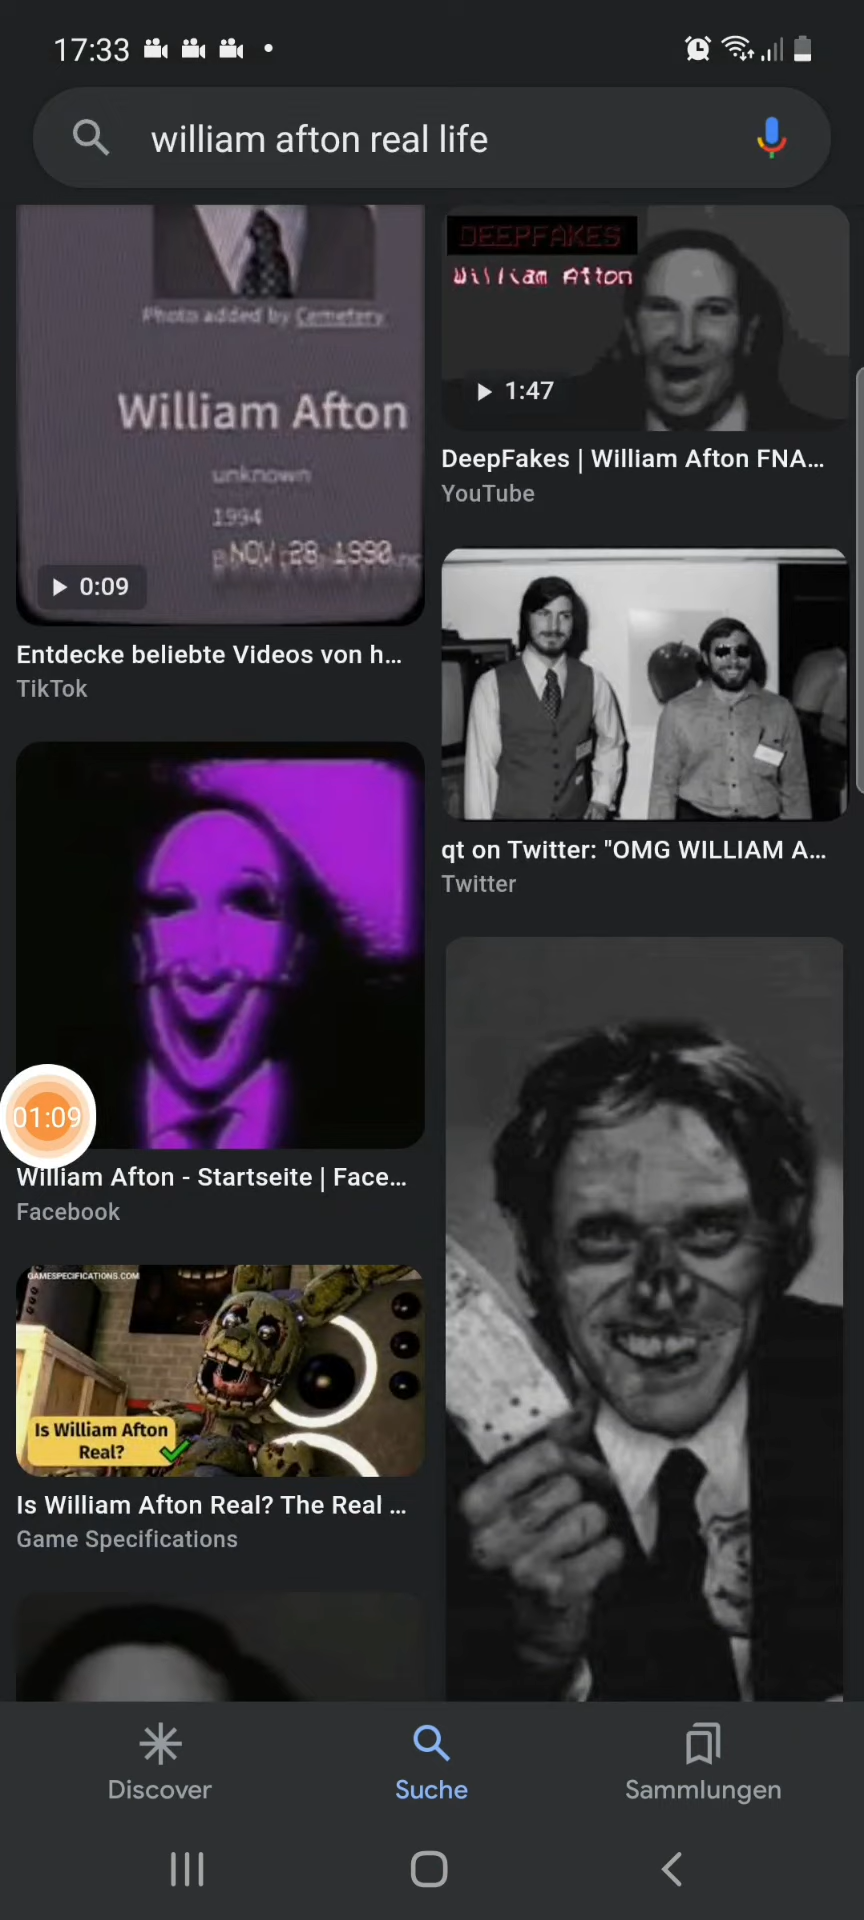 17:33
william afton real life
Photo added by Cemetery
William Afton
unknown
1994
NOV 28 1990
0:09
Entdecke beliebte Videos von h...
TikTok
DEEPFAKES
William Afton
1:47
DeepFakes | William Afton FNA...
YouTube
qt on Twitter: "OMG WILLIAM A...
Twitter
01:09
William Afton - Startseite | Face...
Facebook
GAMESPECIFICATIONS.COM
Is William Afton
Real?
Is William Afton Real? The Real ...
Game Specifications
Discover
Suche
Sammlungen